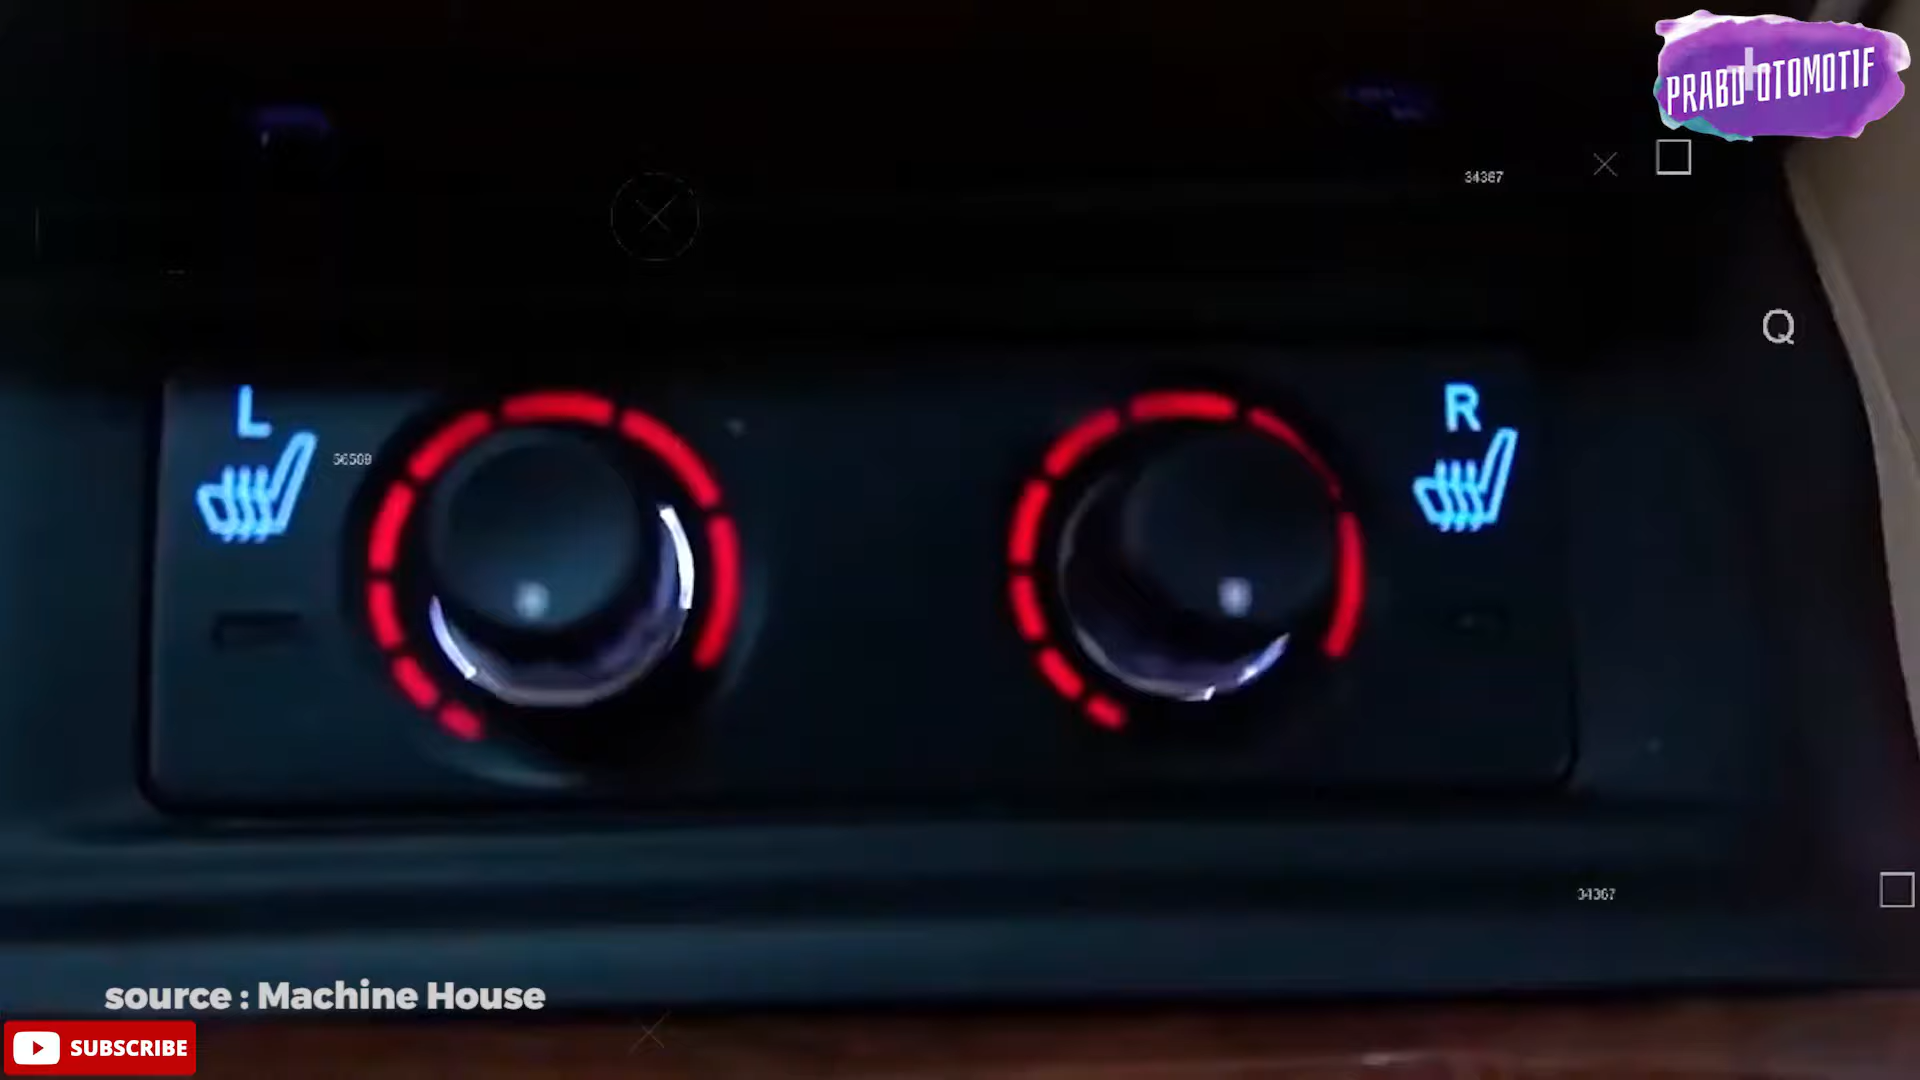 PRABU OTOMOTIF
34367
Q
L
R
56509
34367
source : Machine House
SUBSCRIBE